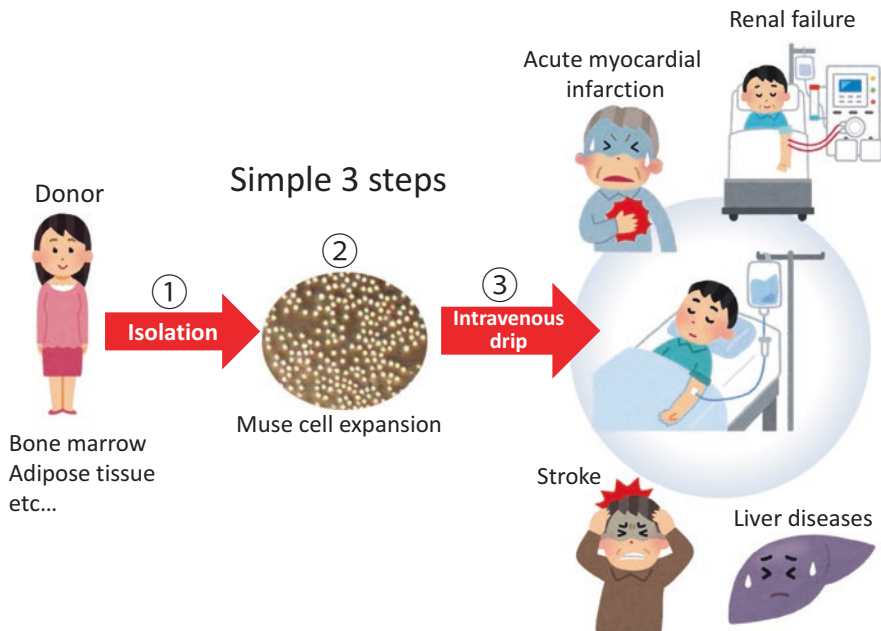 Renal failure
Acute myocardial
infarction
Simple 3 steps
Donor
①
Isolation
②
Muse cell expansion
③
Intravenous
drip
Bone marrow
Adipose tissue
etc...
Stroke
Liver diseases